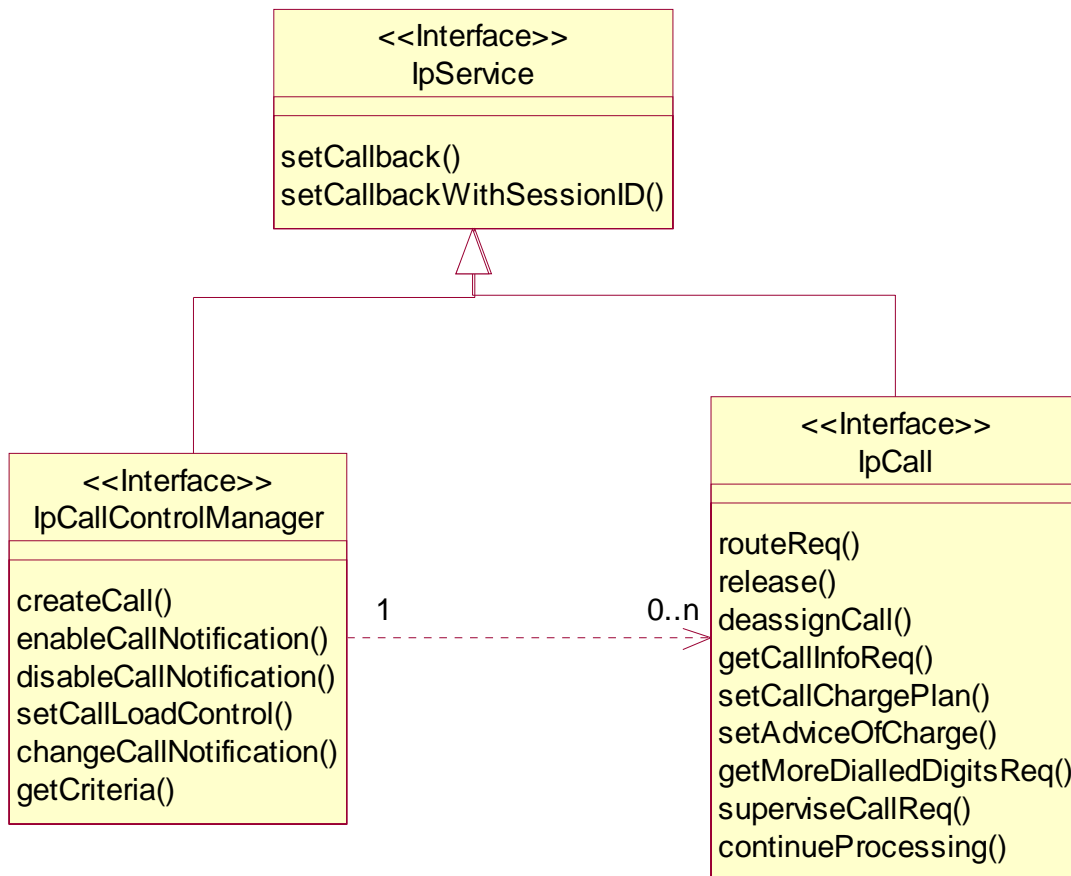 <<Interface>>
IpService
setCallback()
setCallbackWithSessionID()
<<Interface>>
IpCallControlManager
createCall()
enableCallNotification()
disableCallNotification()
setCallLoadControl()
changeCallNotification()
getCriteria()
1
0..n
<<Interface>>
IpCall
routeReq()
release()
deassignCall()
getCallInfoReq()
setCallChargePlan()
setAdviceOfCharge()
getMoreDialledDigitsReq()
superviseCallReq()
continueProcessing()